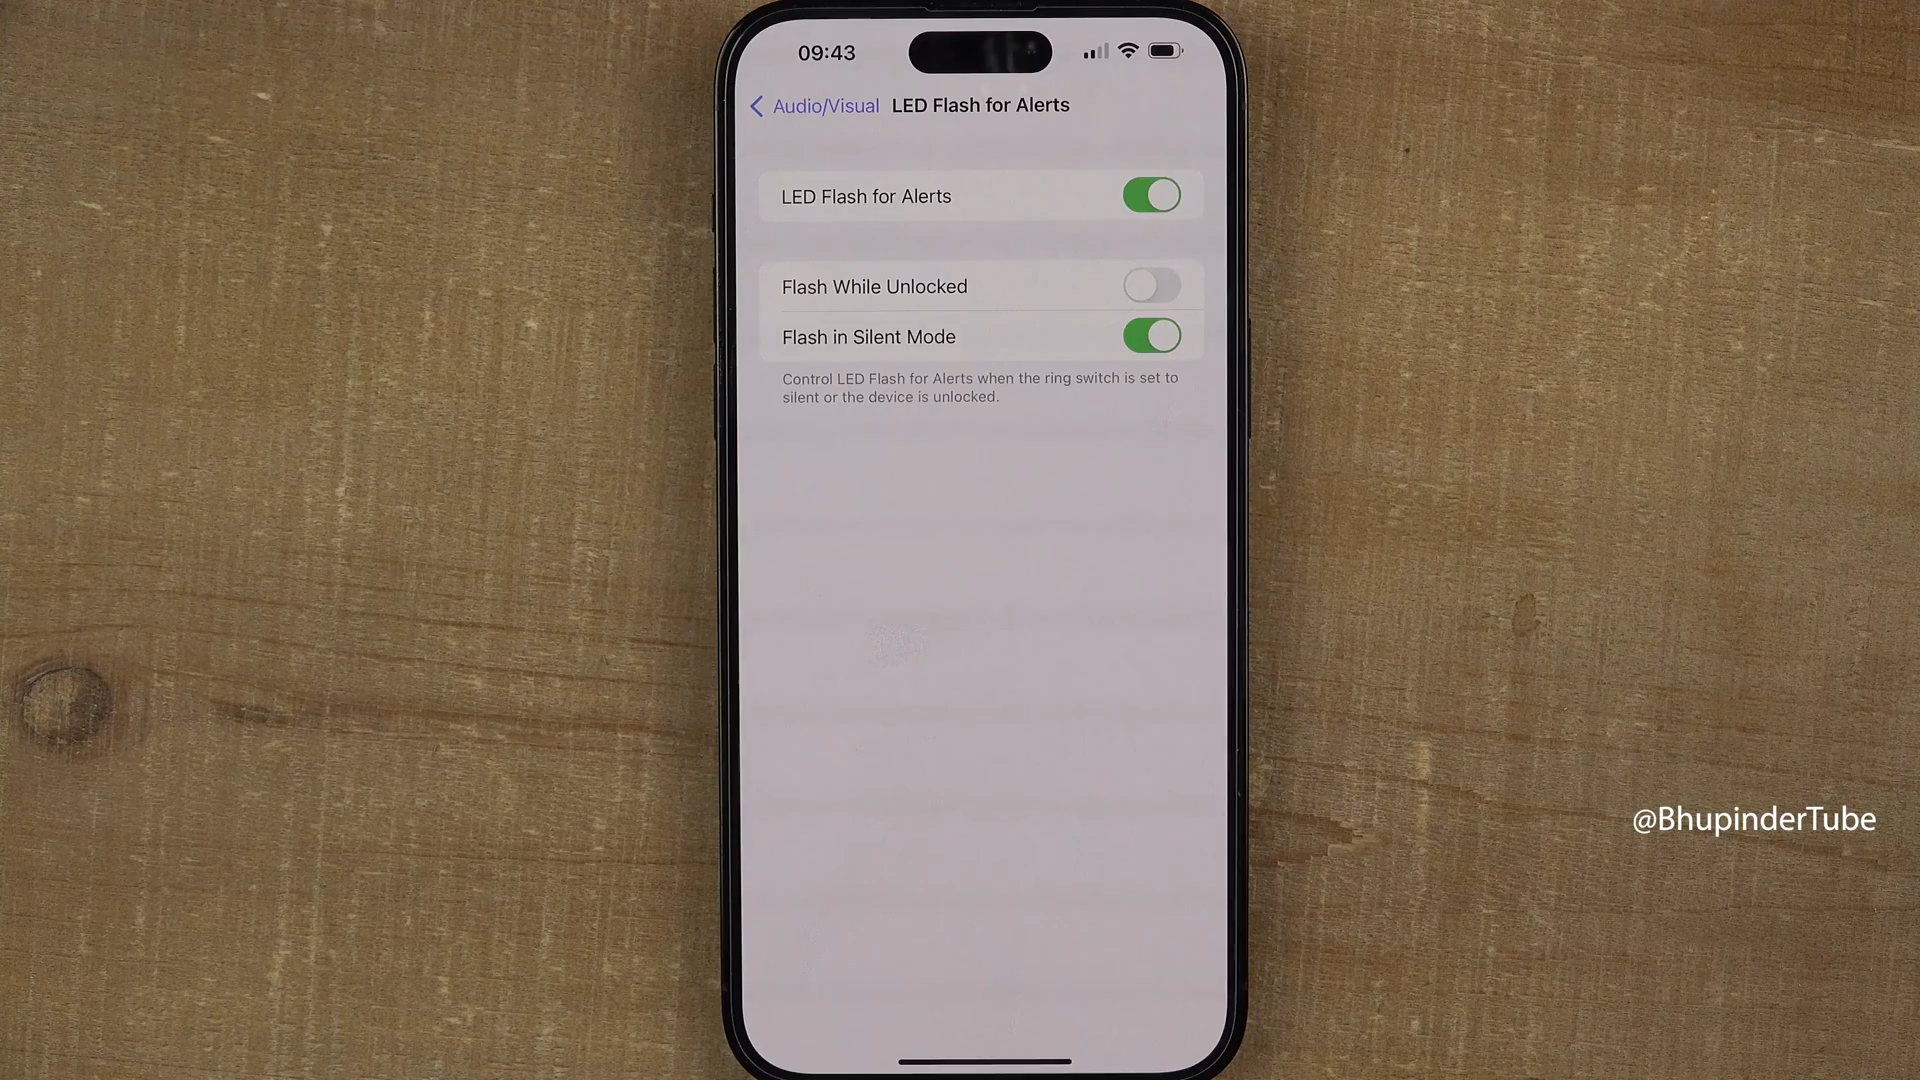 09:43
Audio/Visual LED Flash for Alerts
LED Flash for Alerts
Flash While Unlocked
Flash in Silent Mode
Control LED Flash for Alerts when the ring switch is set to
silent or the device is unlocked.
@BhupinderTube